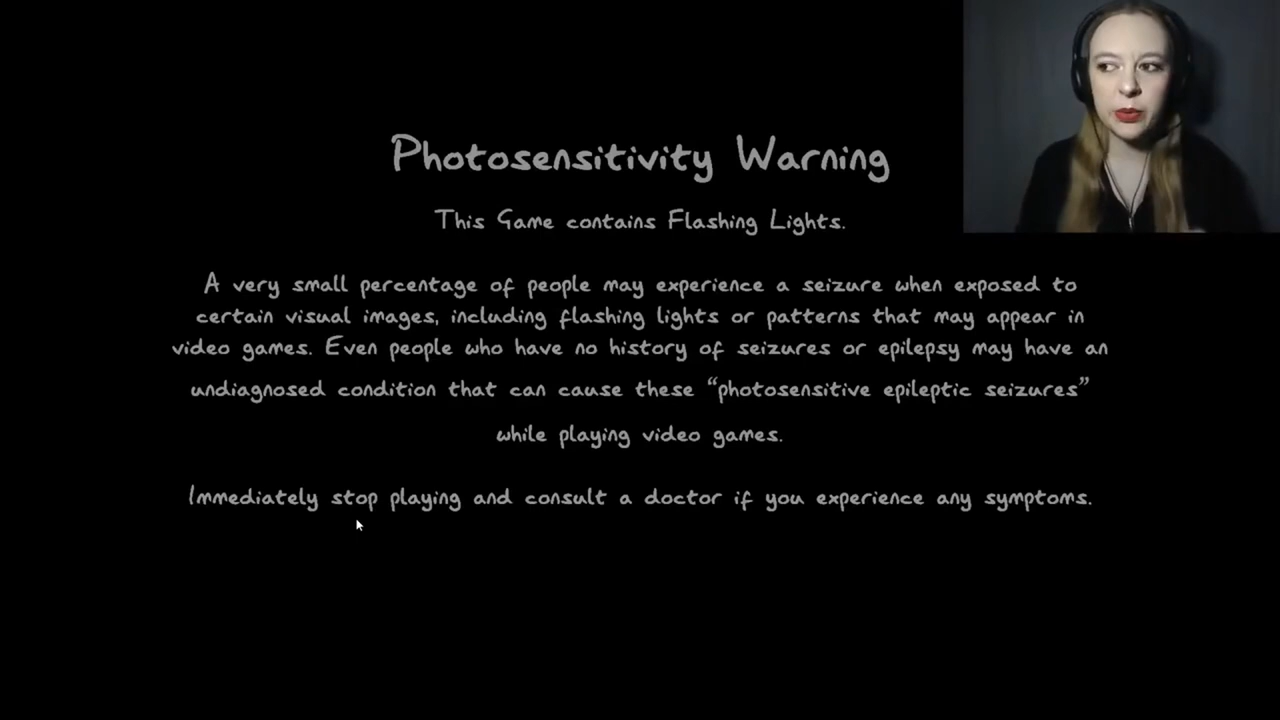 Photosensitivity Warning
This Game contains Flashing Lights.
A very small percentage of people may experience a seizure when exposed to
certain visual images, including flashing lights or patterns that may appear in
video games. Even people who have no history of seizures or epilepsy may have an
undiagnosed condition that can cause these “photosensitive epileptic seizures”
while playing video games.
Immediately stop playing and consult a doctor if you experience any symptoms.